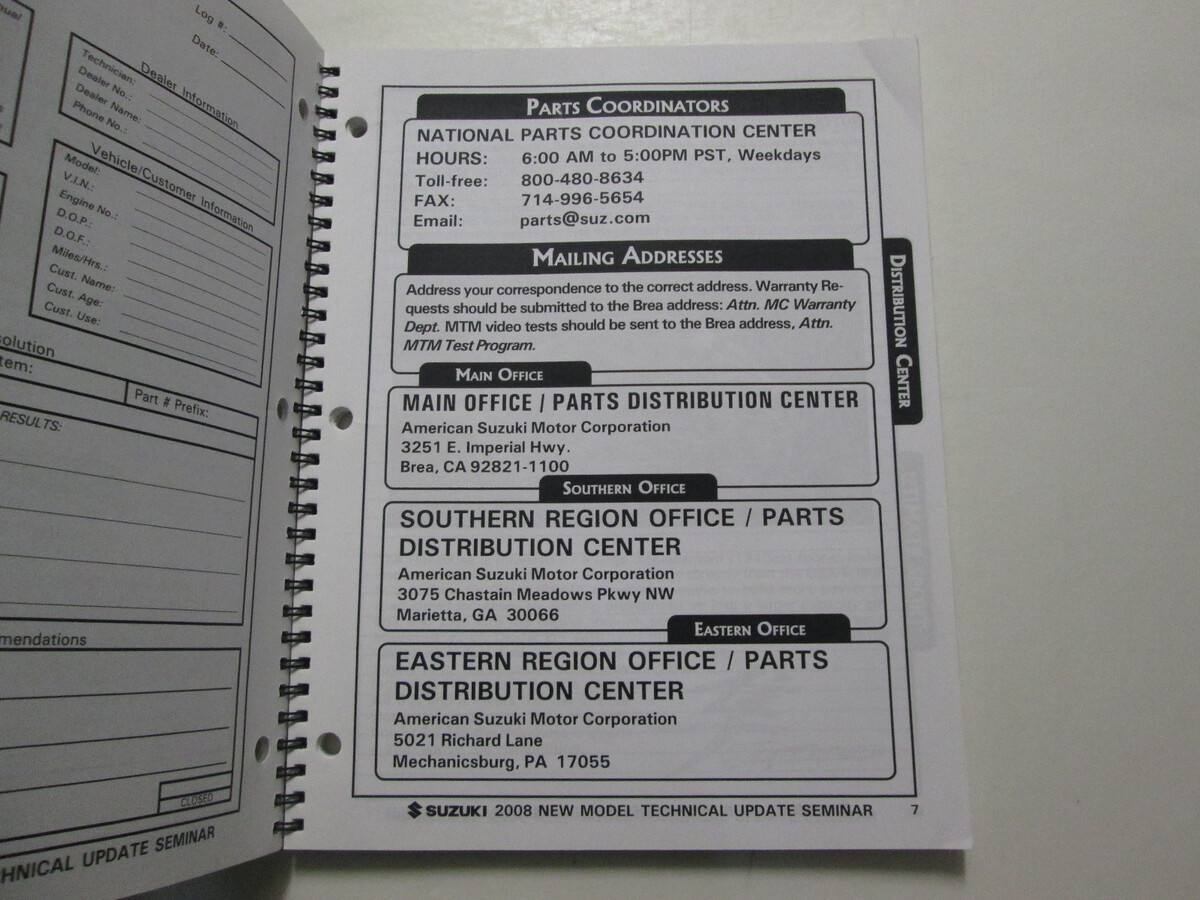 nual
Log #:
Date:
Dealer Information
Technician:
Dealer No.:
Dealer Name:
Phone No.:
Vehicle/Customer Information
Model:
V.I.N.:
Engine No.:
D.O.P.:
D.O.F.:
Miles/Hrs.:
Cust. Name:
Cust. Age:
Cust. Use:
solution
tem:
Part # Prefix:
RESULTS:
mendations
CLOSED
HNICAL UPDATE SEMINAR
PARTS COORDINATORS
NATIONAL PARTS COORDINATION CENTER
HOURS: 6:00 AM to 5:00PM PST, Weekdays
Toll-free: 800-480-8634
FAX: 714-996-5654
Email: parts@suz.com
MAILING ADDRESSES
Address your correspondence to the correct address. Warranty Re-
quests should be submitted to the Brea address: Attn. MC Warranty
Dept. MTM video tests should be sent to the Brea address, Attn.
MTM Test Program.
MAIN OFFICE
MAIN OFFICE / PARTS DISTRIBUTION CENTER
American Suzuki Motor Corporation
3251 E. Imperial Hwy.
Brea, CA 92821-1100
SOUTHERN OFFICE
SOUTHERN REGION OFFICE / PARTS
DISTRIBUTION CENTER
American Suzuki Motor Corporation
3075 Chastain Meadows Pkwy NW
Marietta, GA 30066
EASTERN OFFICE
EASTERN REGION OFFICE / PARTS
DISTRIBUTION CENTER
American Suzuki Motor Corporation
5021 Richard Lane
Mechanicsburg, PA 17055
DISTRIBUTION CENTER
SUZUKI 2008 NEW MODEL TECHNICAL UPDATE SEMINAR 7